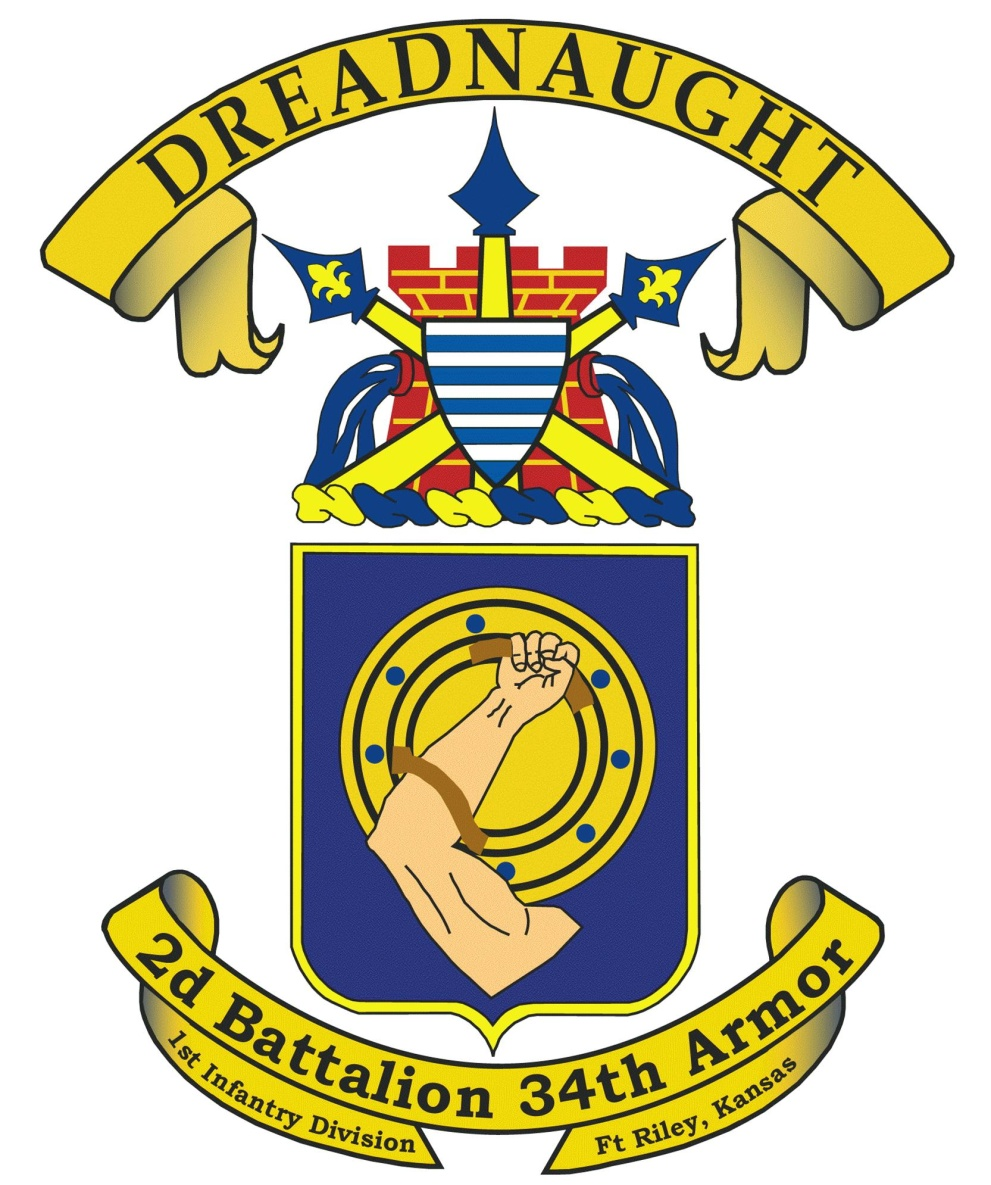 DREADNAUGHT
2d Battalion 34th Armor
1st Infantry Division
Ft Riley, Kansas